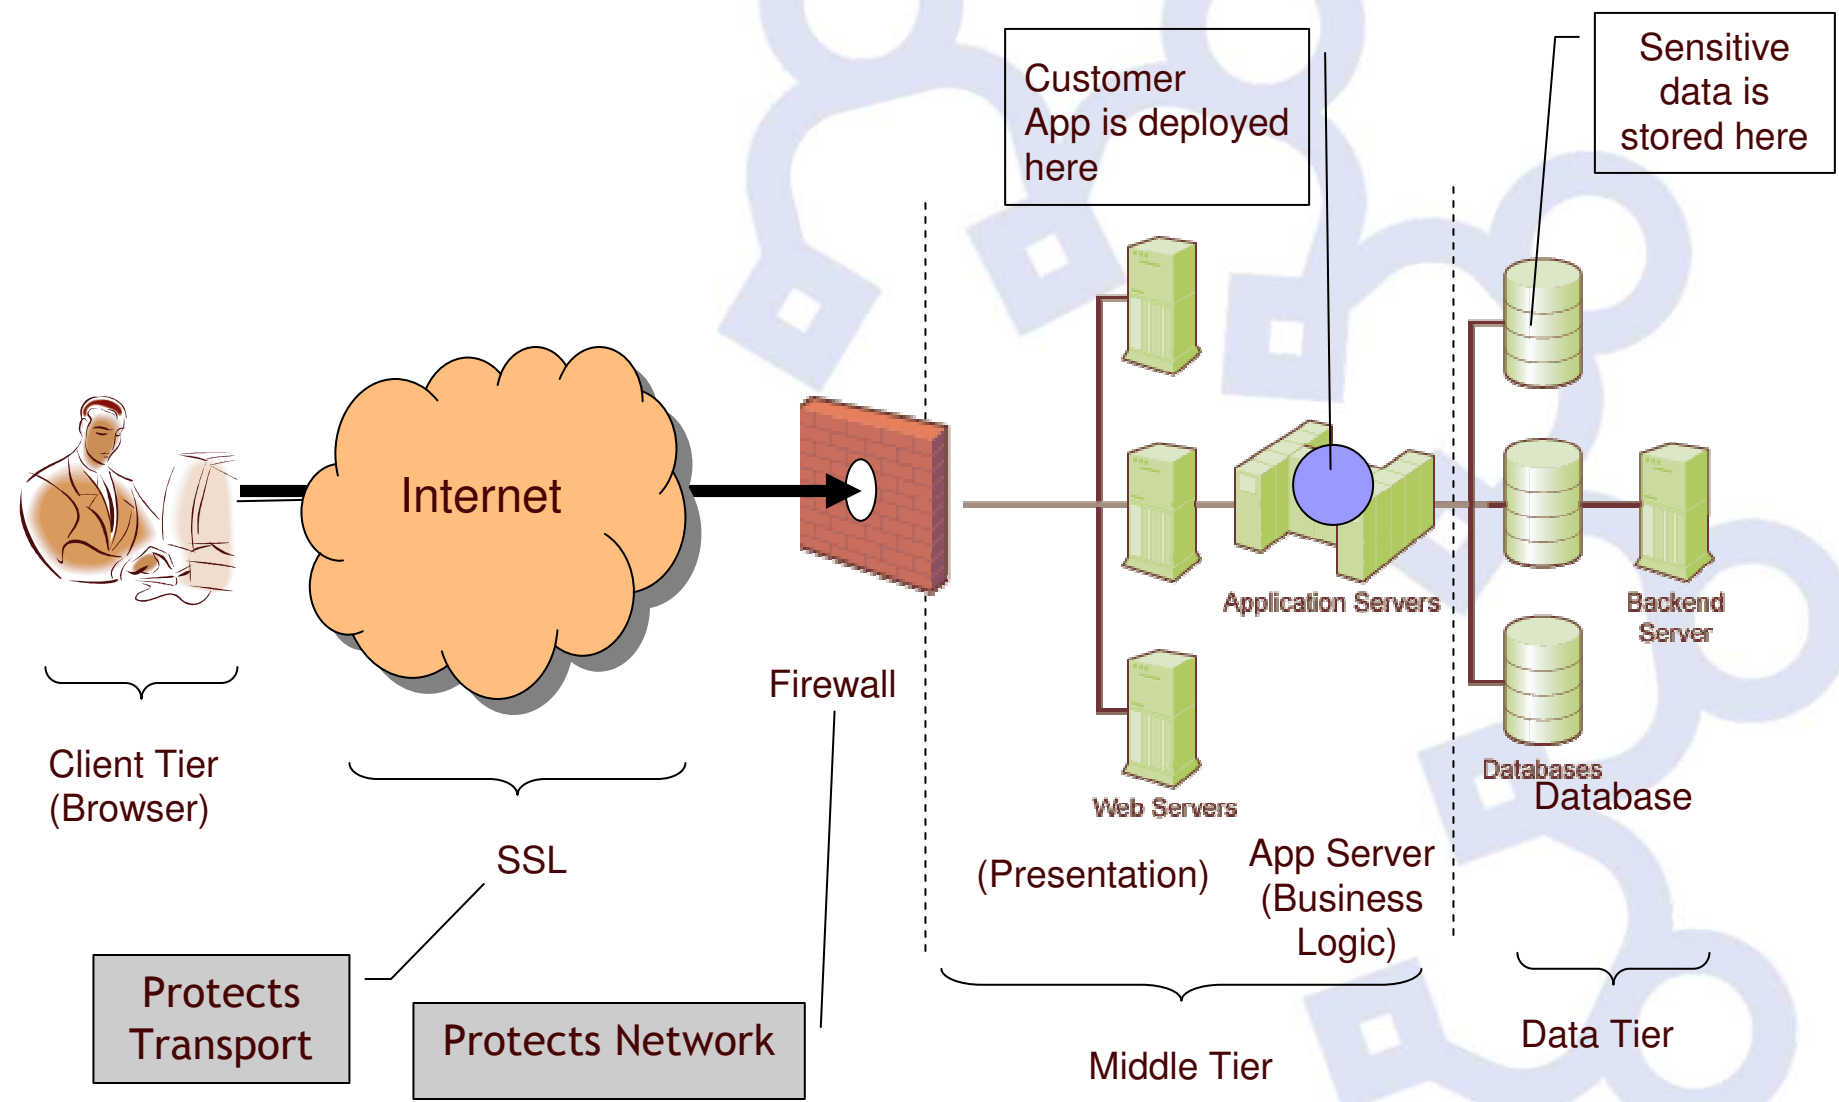 Customer
App is deployed
here
Sensitive
data is
stored here
Internet
Application Servers
Backend
Server
Firewall
Client Tier
(Browser)
Databases
Database
Web Servers
SSL
(Presentation)
App Server
(Business
Logic)
Protects
Transport
Protects Network
Middle Tier
Data Tier